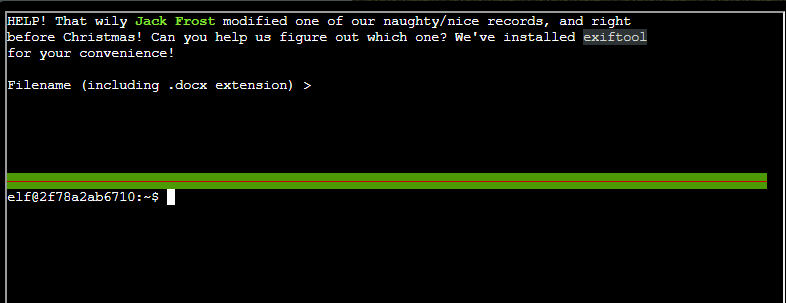 HELP! That wily Jack Frost modified one of our naughty/nice records, and right
before Christmas! Can you help us figure out which one? We've installed exiftool
for your convenience!
Filename (including .docx extension) >
elf@2f78a2ab6710:~$